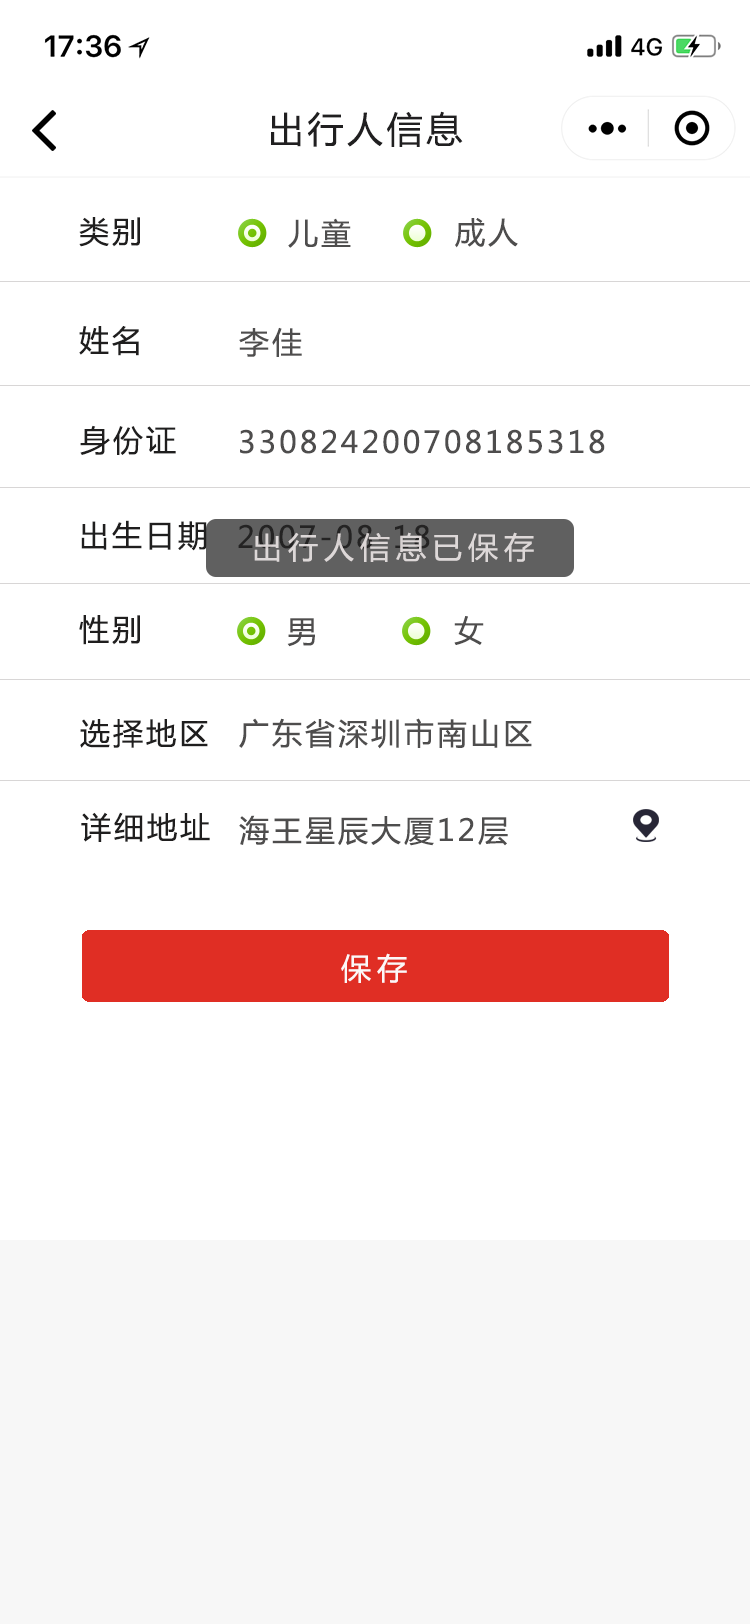 17:36 4G
出行人信息
类别 儿童 成人
姓名 李佳
身份证 330824200708185318
出生日期 2007-08-18
出行人信息已保存
性别 男 女
选择地区 广东省深圳市南山区
详细地址 海王星辰大厦12层
保存